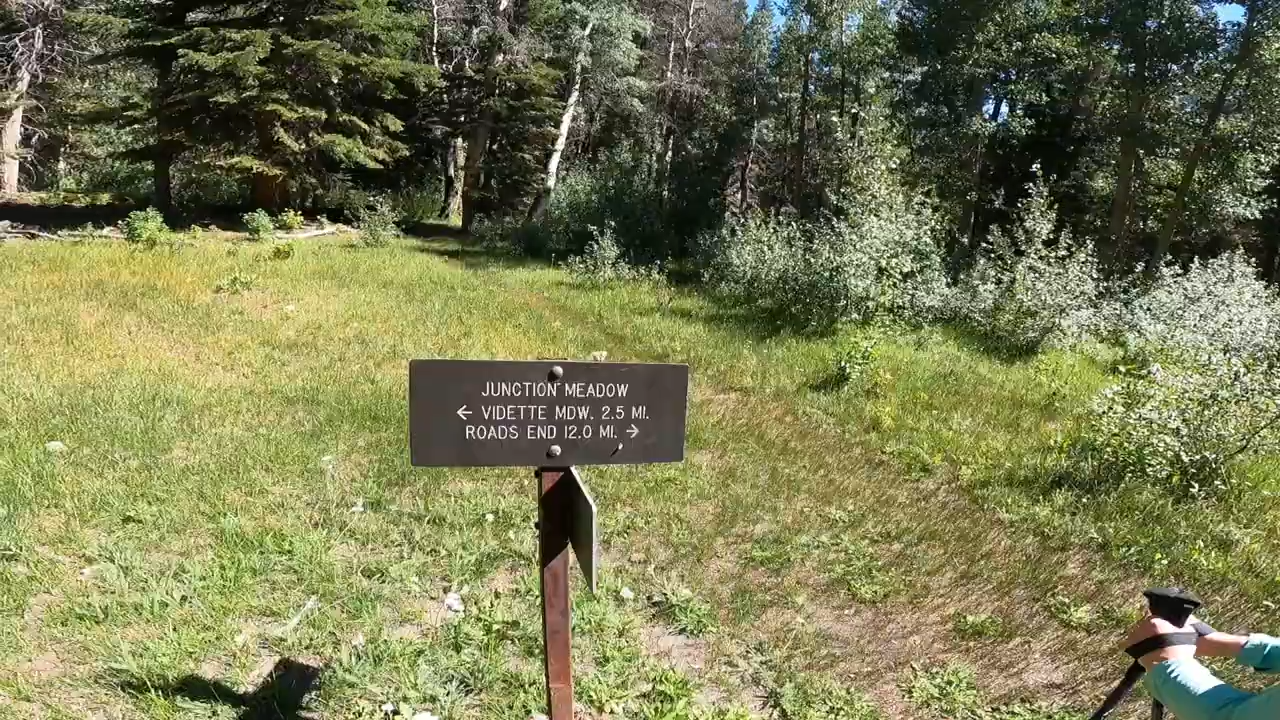 JUNCTION MEADOW
← VIDETTE MDW. 2.5 MI.
ROADS END 12.0 MI. →